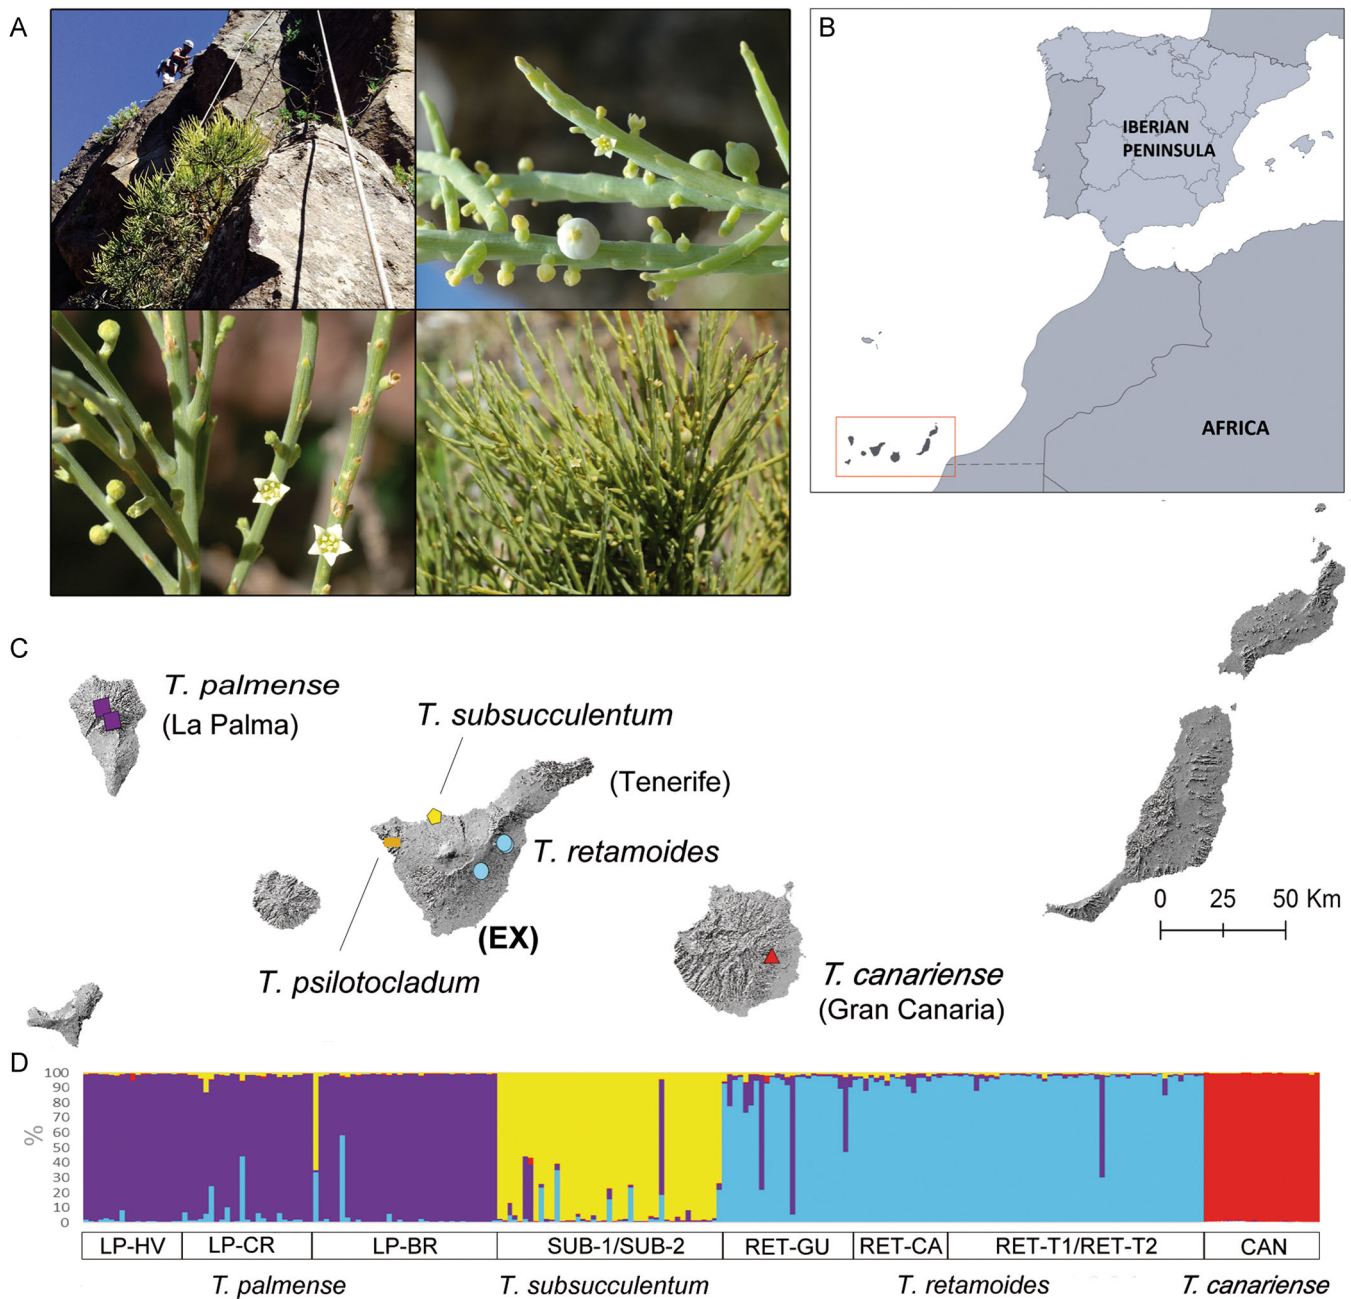 A
B
IBERIAN
PENINSULA
AFRICA
C
T. palmense
(La Palma)
T. subsucculentum
(Tenerife)
T. retamoides
(EX)
T. psilotocladum
T. canariense
(Gran Canaria)
0 25 50 Km
D
%
100
90
80
70
60
50
40
30
20
10
0
LP-HV LP-CR LP-BR SUB-1/SUB-2 RET-GU RET-CA RET-T1/RET-T2 CAN
T. palmense T. subsucculentum T. retamoides T. canariense